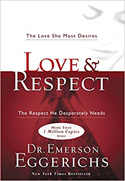 The Love She Most Desires
LOVE &
RESPECT
The Respect He Desperately Needs
MORE THAN
1 Million Copies
SOLD
DR. EMERSON
EGGERICHS
New York Times BESTSELLER